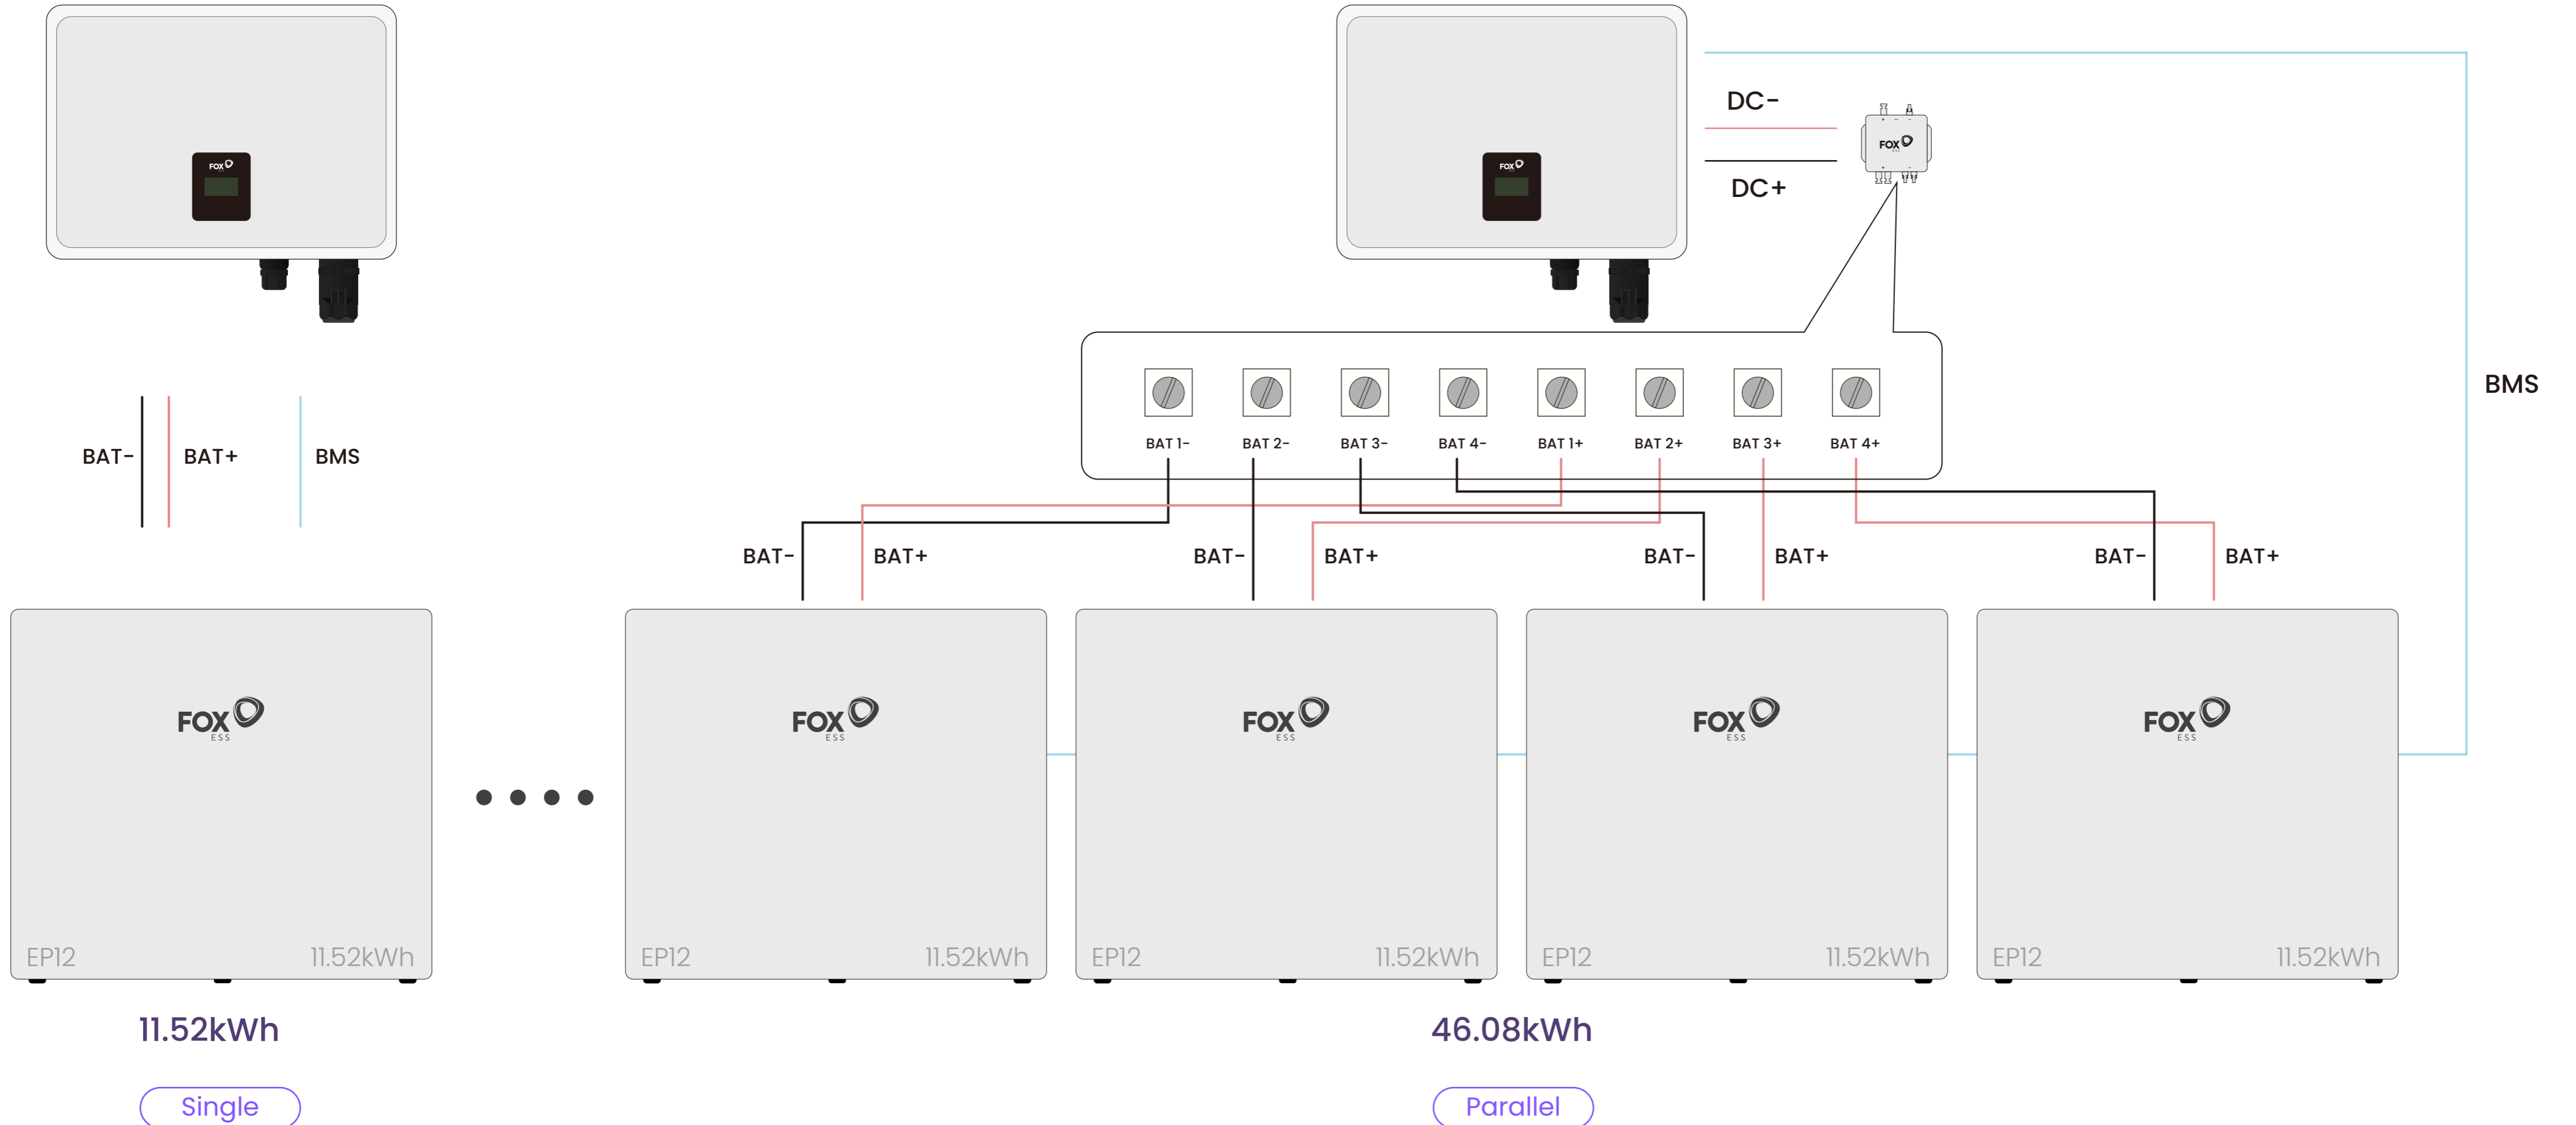 FOX
FOX
DC-
FOX
DC+
BMS
BAT 1- BAT 2- BAT 3- BAT 4- BAT 1+ BAT 2+ BAT 3+ BAT 4+
BAT- BAT+ BMS
BAT- BAT+ BAT- BAT+ BAT- BAT+ BAT- BAT+
FOX
ESS
FOX
ESS
FOX
ESS
FOX
ESS
FOX
ESS
EP12 11.52kWh
EP12 11.52kWh
EP12 11.52kWh
EP12 11.52kWh
EP12 11.52kWh
11.52kWh
46.08kWh
Single
Parallel